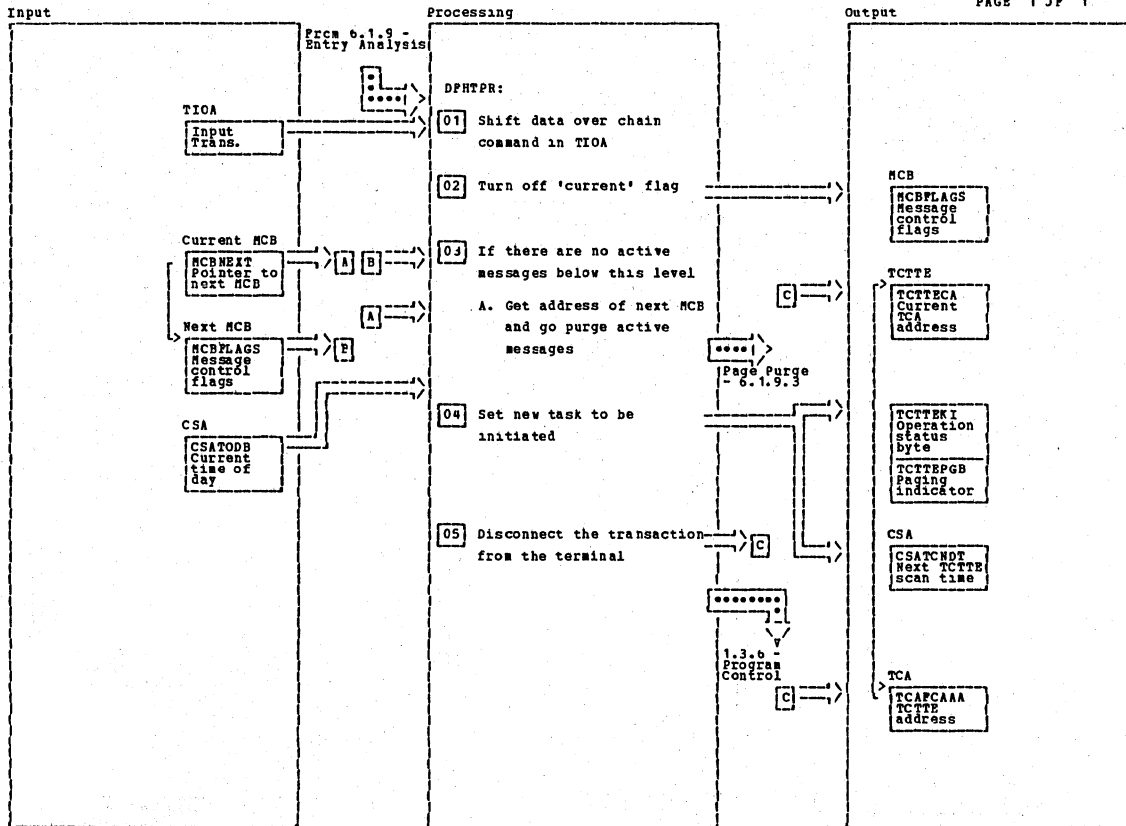 PAGE 1 OF 1
Input
Processing
Output
From 6.1.9 -
Entry Analysis
TIOA
Input
Trans.
DPHTPR:
01 Shift data over chain
command in TIOA
02 Turn off 'current' flag
MCB
MCBFLAGS
Message
control
flags
Current MCB
MCBNEXT
Pointer to
next MCB
A B
03 If there are no active
messages below this level
A
A. Get address of next MCB
and go purge active
messages
C
TCTTE
TCTTECA
Current
TCA
address
Next MCB
MCBFLAGS
Message
control
flags
B
Page Purge
- 6.1.9.3
CSA
CSATODB
Current
time of
day
04 Set new task to be
initiated
TCTTEKI
Operation
status
byte
TCTTEPGB
Paging
indicator
05 Disconnect the transaction
from the terminal
C
CSA
CSATCNDT
Next TCTTE
scan time
1.3.6 -
Program
Control
C
TCA
TCAFCAAA
TCTTE
address